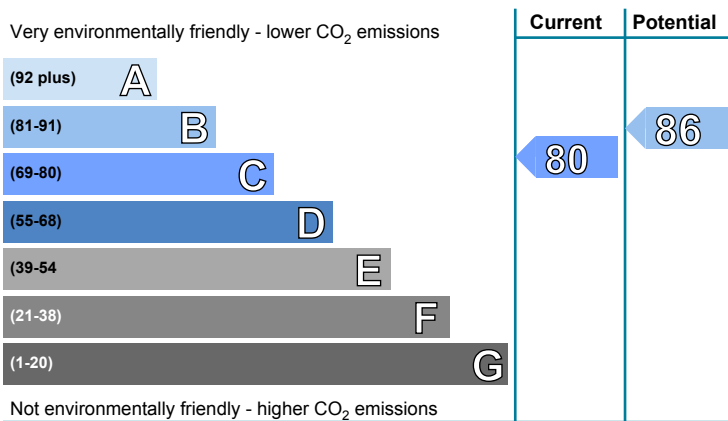 Current Potential
Very environmentally friendly - lower CO2 emissions
(92 plus) A
(81-91) B
86
(69-80) C
80
(55-68) D
(39-54 E
(21-38) F
(1-20) G
Not environmentally friendly - higher CO2 emissions